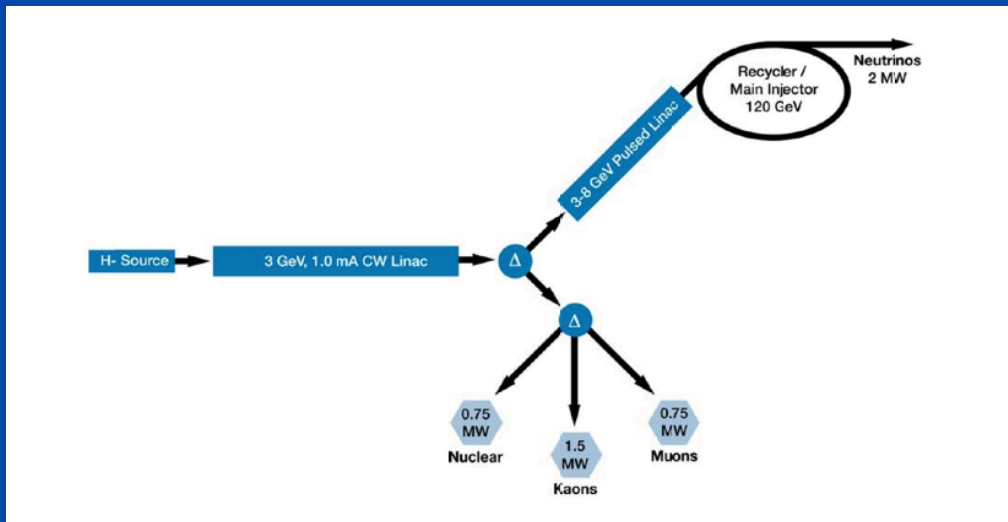 Neutrinos
2 MW
Recycler /
Main Injector
120 GeV
3-8 GeV Pulsed Linac
H- Source
3 GeV, 1.0 mA CW Linac
Δ
Δ
0.75
MW
Nuclear
1.5
MW
Kaons
0.75
MW
Muons